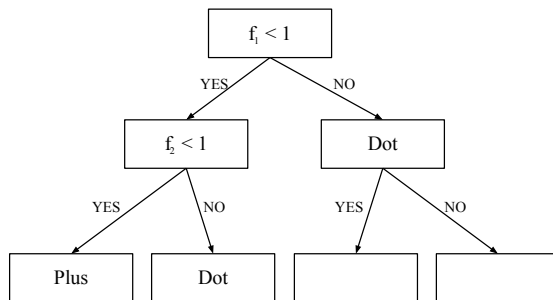 f₁ < 1
YES NO
f₂ < 1 Dot
YES NO YES NO
Plus Dot